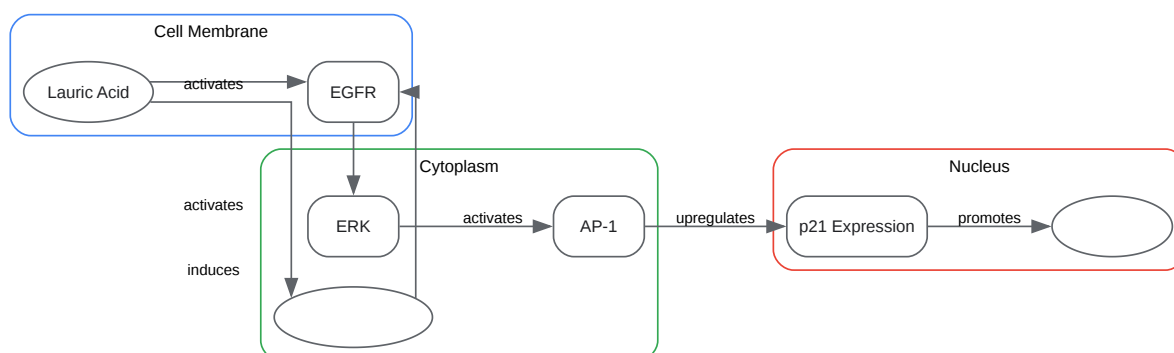 Cell Membrane
Lauric Acid
activates
EGFR
Cytoplasm
Nucleus
activates
ERK
activates
AP-1
upregulates
p21 Expression
promotes
induces